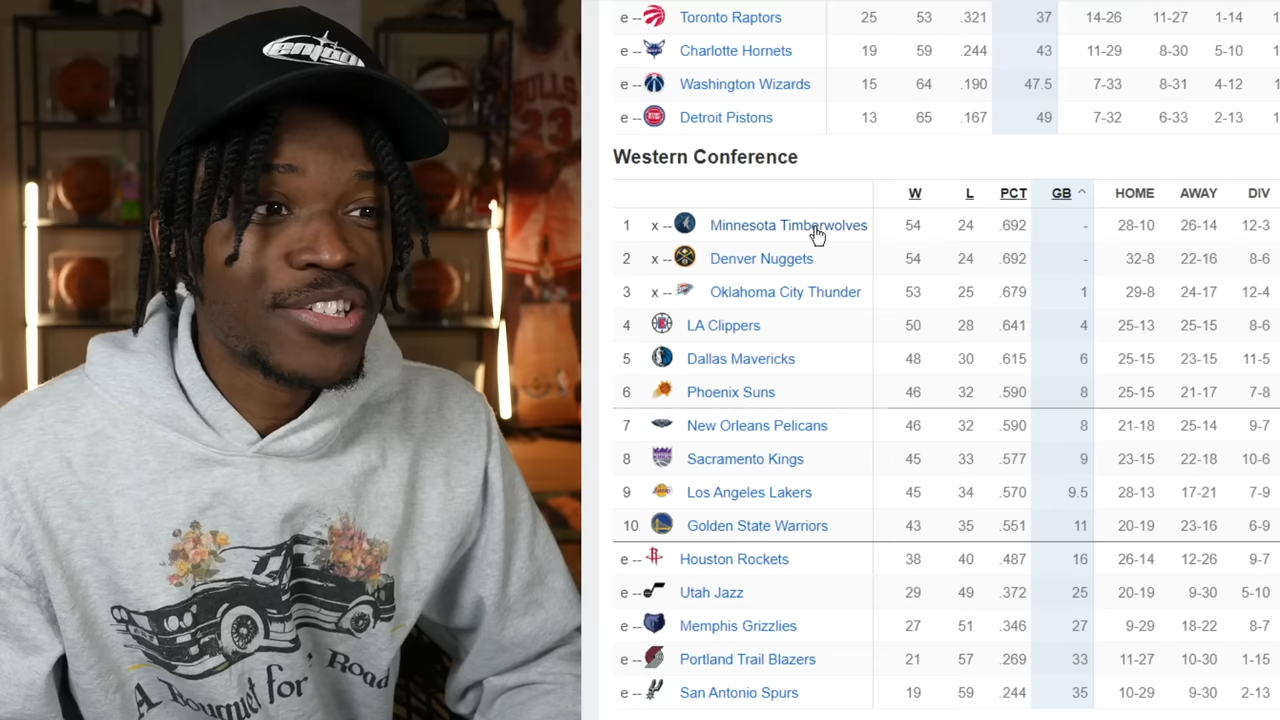 enjoy
BULLS
23
A Bouquet for Road
e -- Toronto Raptors 25 53 .321 37 14-26 11-27 1-14
e -- Charlotte Hornets 19 59 .244 43 11-29 8-30 5-10
e -- Washington Wizards 15 64 .190 47.5 7-33 8-31 4-12
e -- Detroit Pistons 13 65 .167 49 7-32 6-33 2-13
Western Conference
W L PCT GB HOME AWAY DIV
1 x -- Minnesota Timberwolves 54 24 .692 - 28-10 26-14 12-3
2 x -- Denver Nuggets 54 24 .692 - 32-8 22-16 8-6
3 x -- Oklahoma City Thunder 53 25 .679 1 29-8 24-17 12-4
4 LA Clippers 50 28 .641 4 25-13 25-15 8-6
5 Dallas Mavericks 48 30 .615 6 25-15 23-15 11-5
6 Phoenix Suns 46 32 .590 8 25-15 21-17 7-8
7 New Orleans Pelicans 46 32 .590 8 21-18 25-14 9-7
8 Sacramento Kings 45 33 .577 9 23-15 22-18 10-6
9 Los Angeles Lakers 45 34 .570 9.5 28-13 17-21 7-9
10 Golden State Warriors 43 35 .551 11 20-19 23-16 6-9
e -- Houston Rockets 38 40 .487 16 26-14 12-26 9-7
e -- Utah Jazz 29 49 .372 25 20-19 9-30 5-10
e -- Memphis Grizzlies 27 51 .346 27 9-29 18-22 8-7
e -- Portland Trail Blazers 21 57 .269 33 11-27 10-30 1-15
e -- San Antonio Spurs 19 59 .244 35 10-29 9-30 2-13